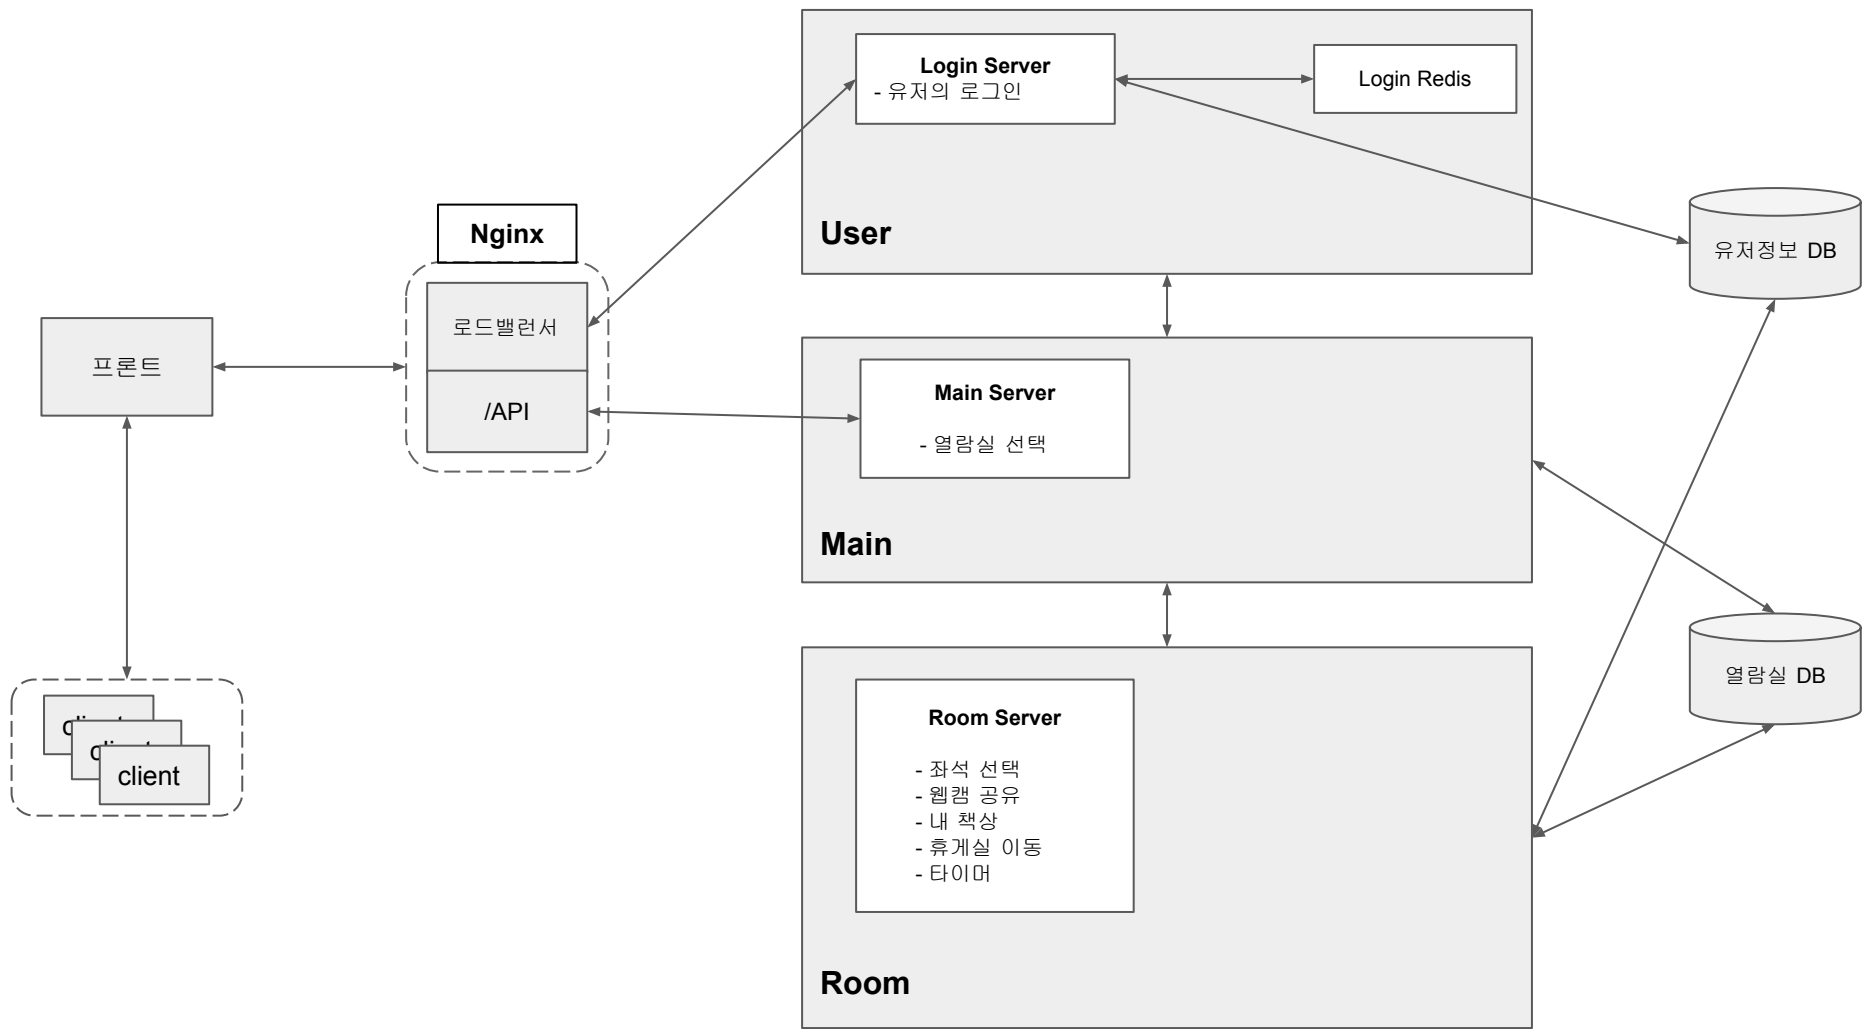 Login Server
- 유저의 로그인
Login Redis
User
Nginx
로드밸런서
/API
프론트
유저정보 DB
Main Server
- 열람실 선택
Main
열람실 DB
client
client
client
Room Server
- 좌석 선택
- 웹캠 공유
- 내 책상
- 휴게실 이동
- 타이머
Room